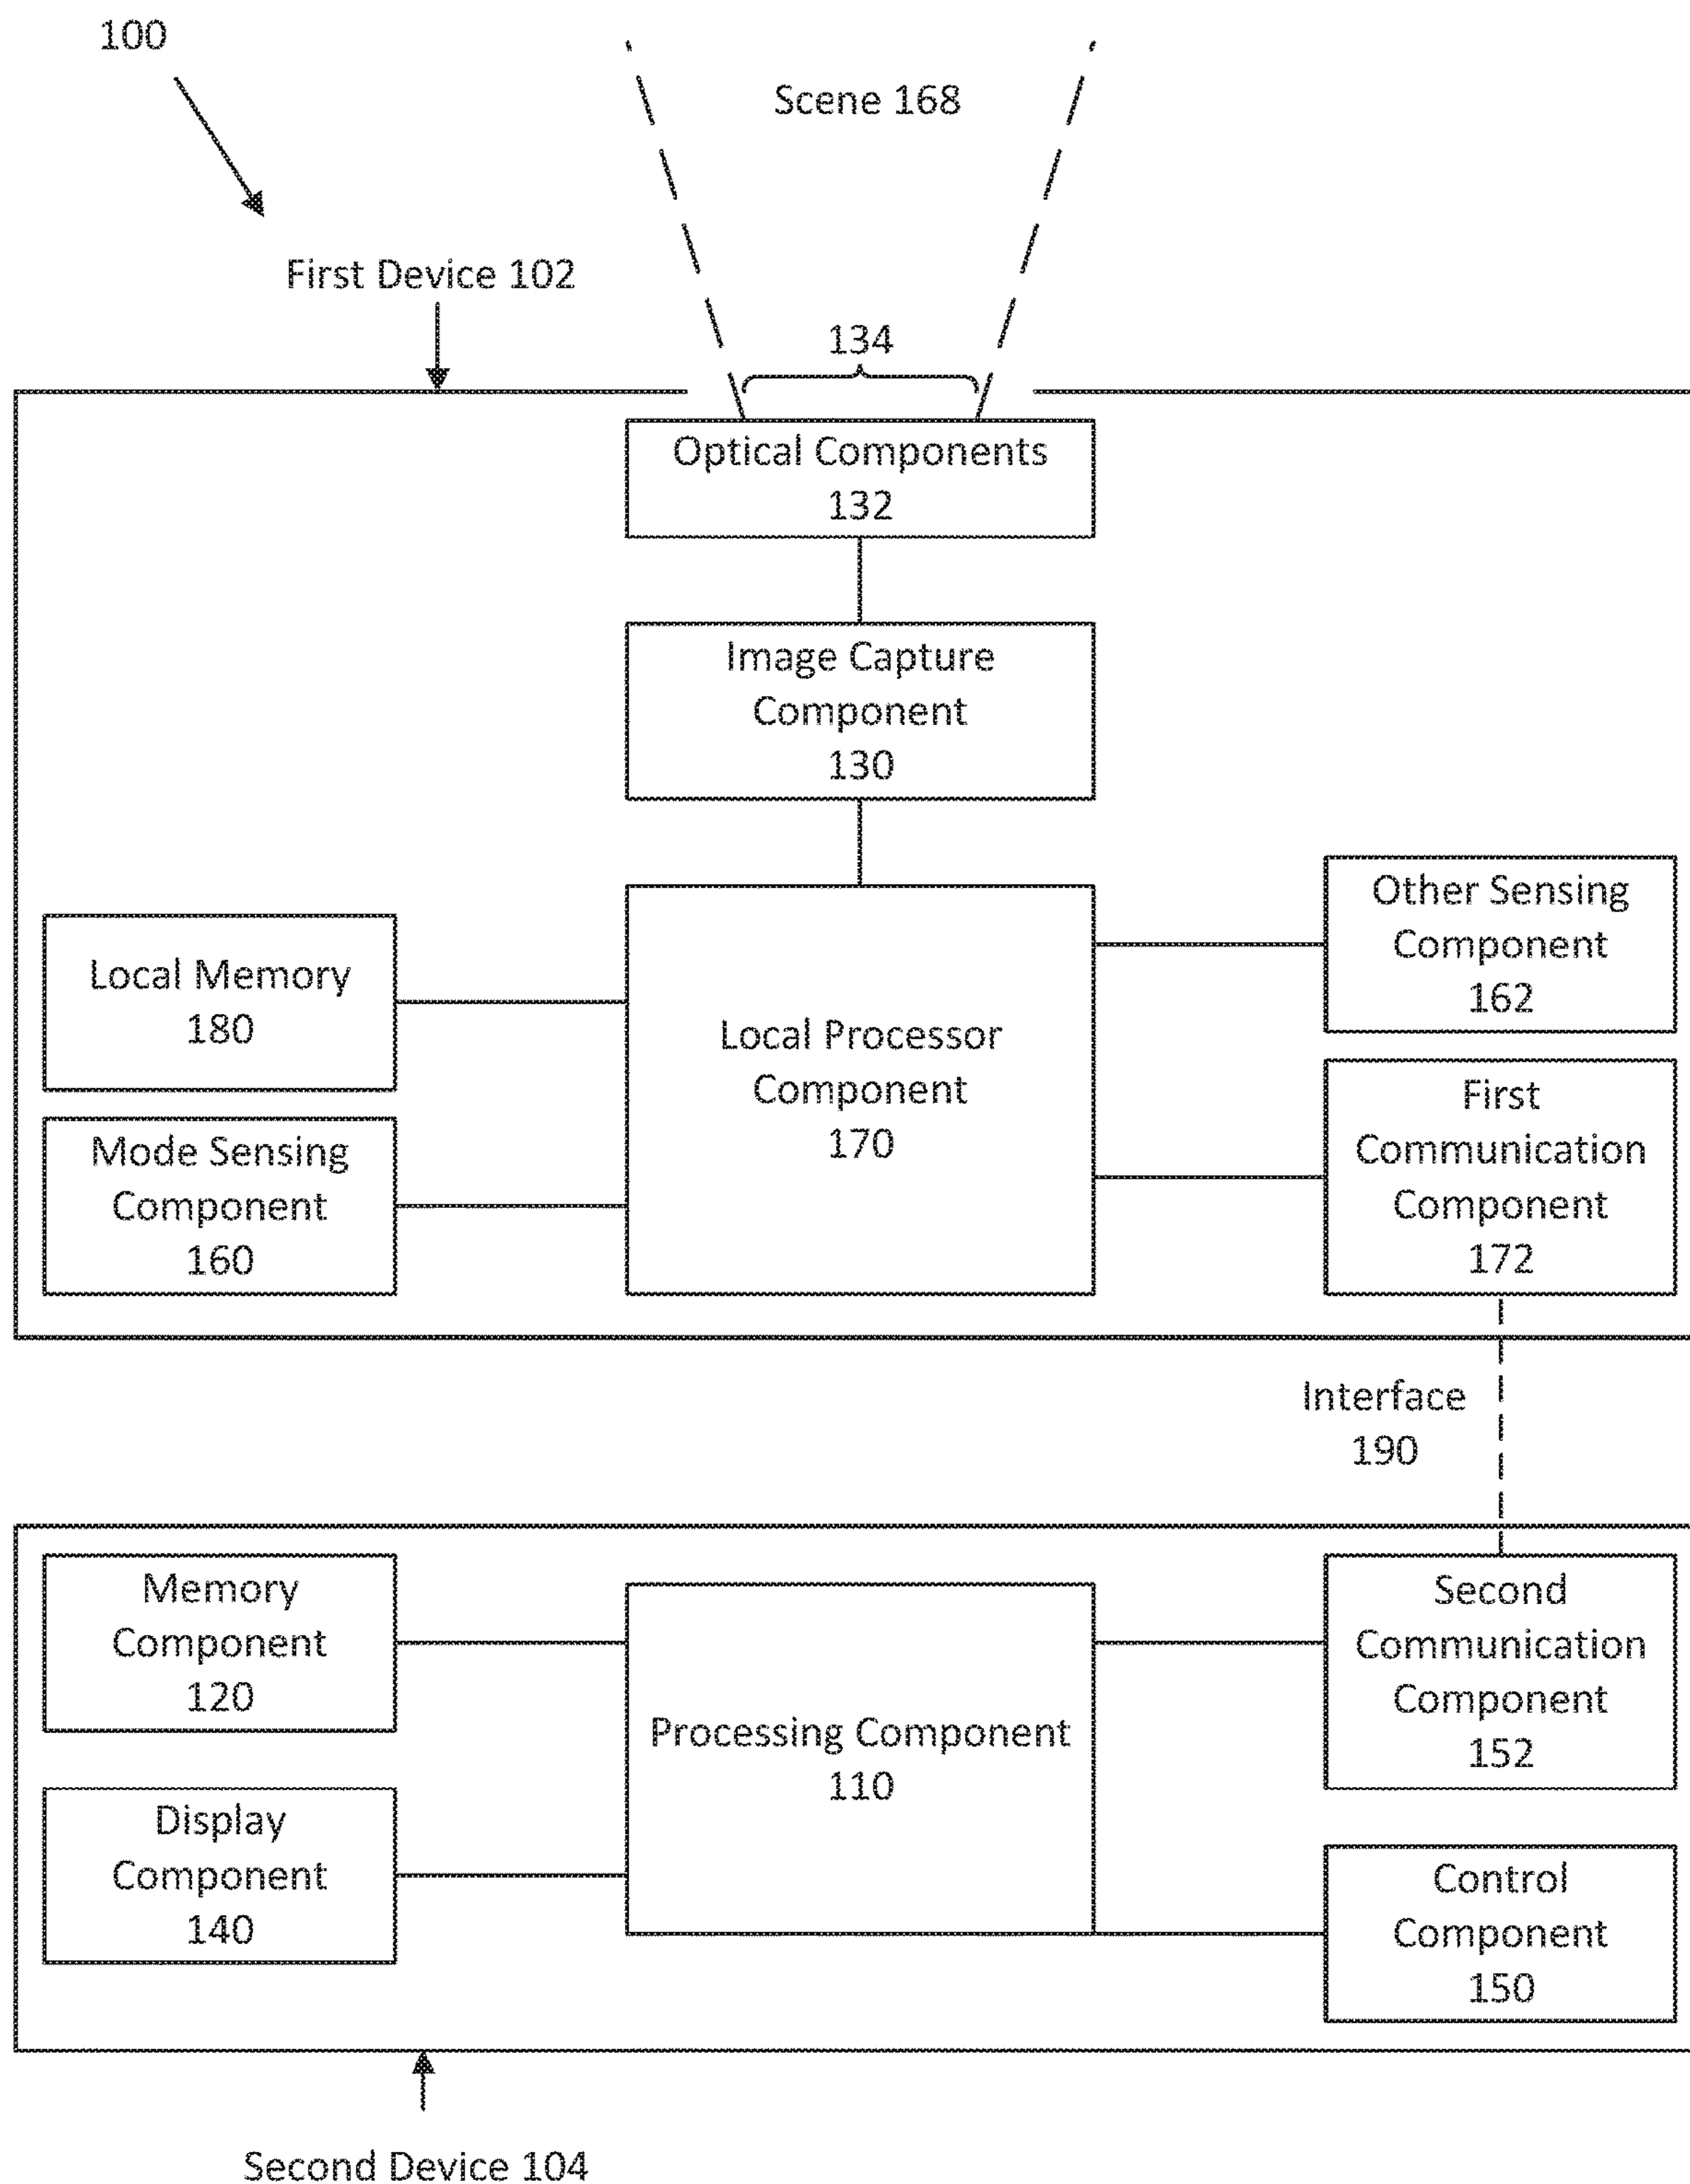 100
Scene 168
First Device 102
134
Optical Components
132
Image Capture
Component
130
Local Memory
180
Mode Sensing
Component
160
Local Processor
Component
170
Other Sensing
Component
162
First
Communication
Component
172
Interface
190
Memory
Component
120
Display
Component
140
Processing Component
110
Second
Communication
Component
152
Control
Component
150
Second Device 104